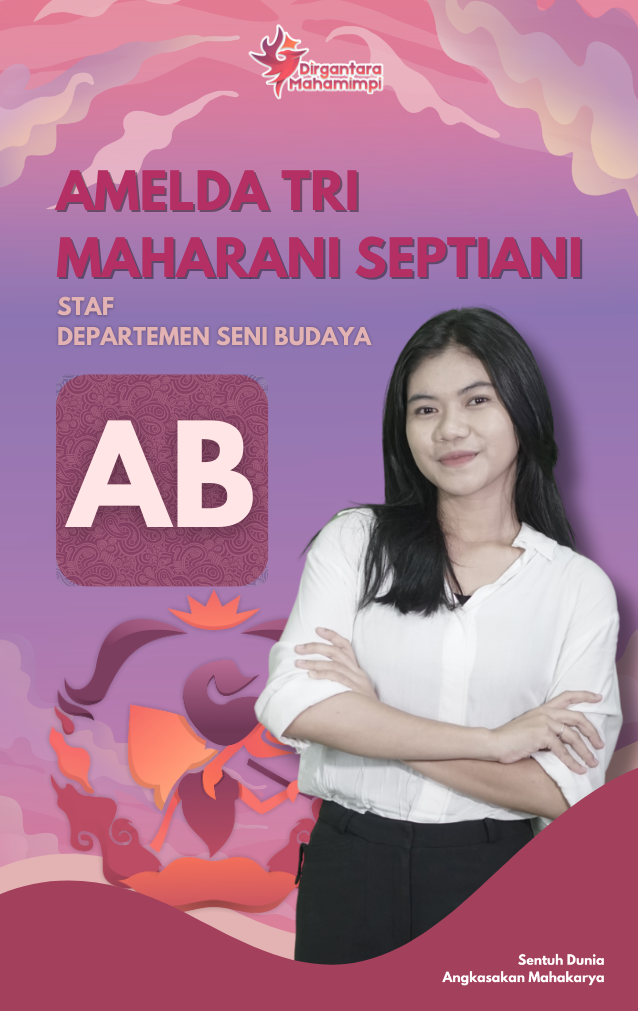 Dirgantara
Mahamimpi
AMELDA TRI
MAHARANI SEPTIANI
STAF
DEPARTEMEN SENI BUDAYA
AB
Sentuh Dunia
Angkasakan Mahakarya